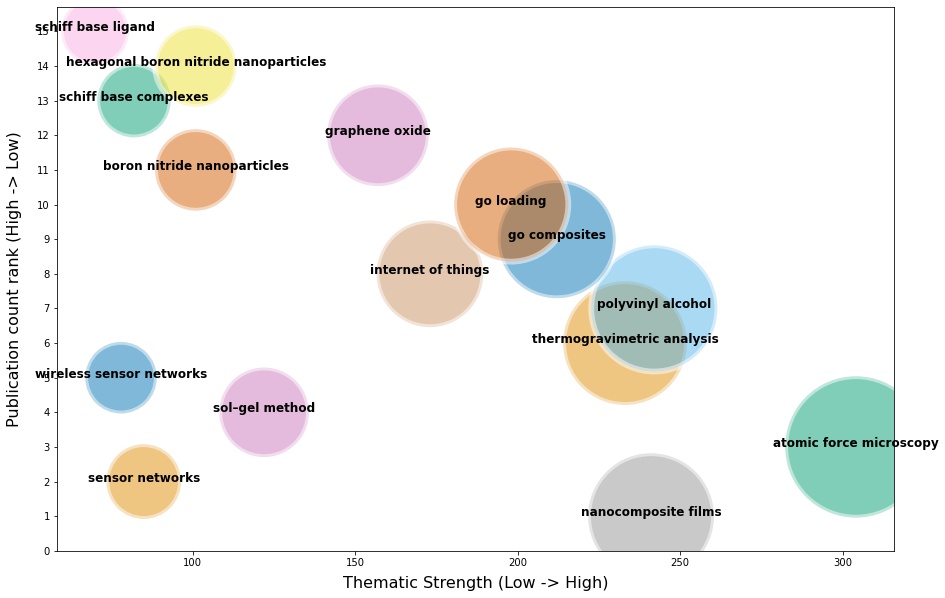 Publication count rank (High -> Low)
15
14
13
12
11
10
9
8
7
6
5
4
3
2
1
0
schiff base ligand
hexagonal boron nitride nanoparticles
schiff base complexes
graphene oxide
boron nitride nanoparticles
go loading
go composites
internet of things
polyvinyl alcohol
thermogravimetric analysis
wireless sensor networks
sol–gel method
atomic force microscopy
sensor networks
nanocomposite films
100 150 200 250 300
Thematic Strength (Low -> High)